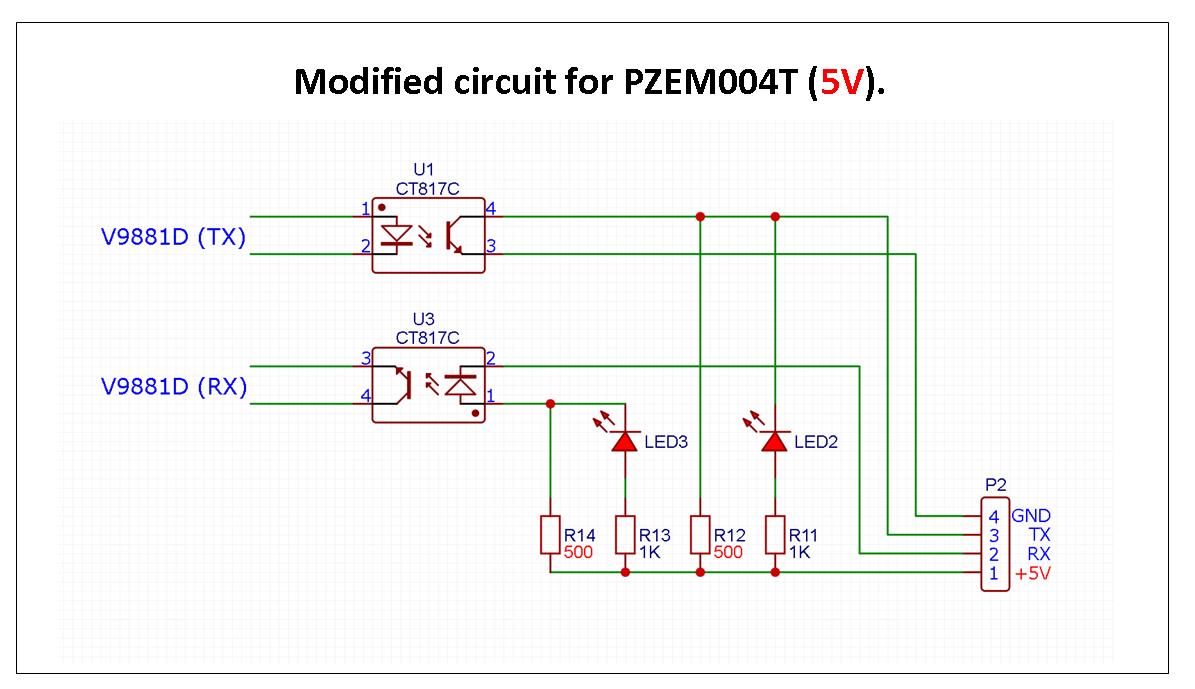 Modified circuit for PZEM004T (5V).
U1
CT817C
1
4
V9881D (TX)
2
3
U3
CT817C
3
2
V9881D (RX)
4
1
LED3
LED2
P2
R14
500
R13
1K
R12
500
R11
1K
4 GND
3 TX
2 RX
1 +5V